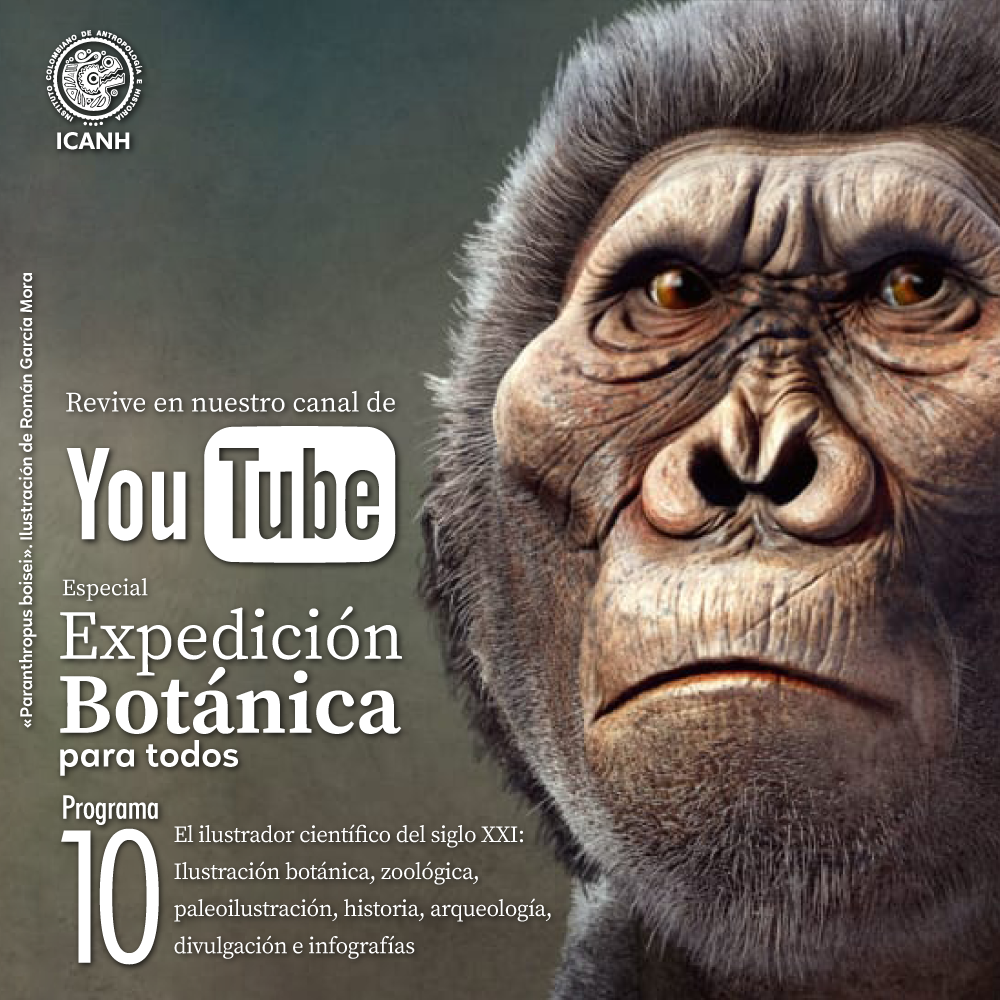 INSTITUTO COLOMBIANO DE ANTROPOLOGÍA E HISTORIA
ICANH
«Paranthropus boisei». Ilustración de Román García Mora
Revive en nuestro canal de
YouTube
Especial
Expedición
Botánica
para todos
Programa
10
El ilustrador científico del siglo XXI:
Ilustración botánica, zoológica,
paleoilustración, historia, arqueología,
divulgación e infografías